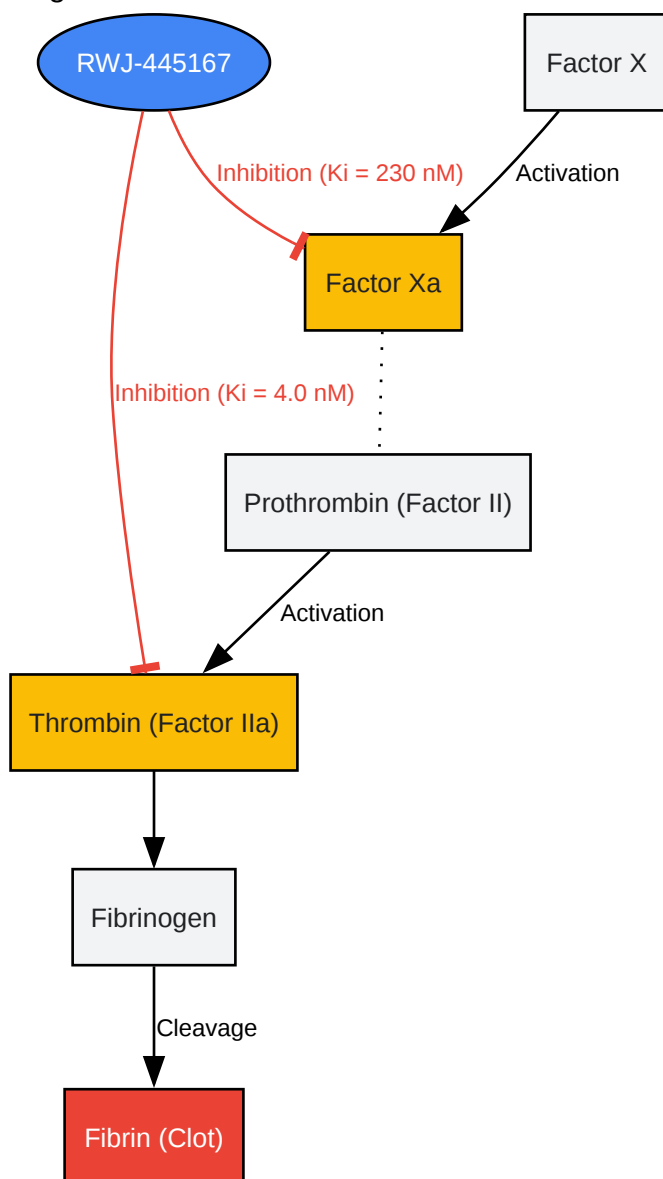 RWJ-445167
Factor X
Inhibition (Ki = 230 nM)
Activation
Factor Xa
Inhibition (Ki = 4.0 nM)
Prothrombin (Factor II)
Activation
Thrombin (Factor IIa)
Fibrinogen
Cleavage
Fibrin (Clot)